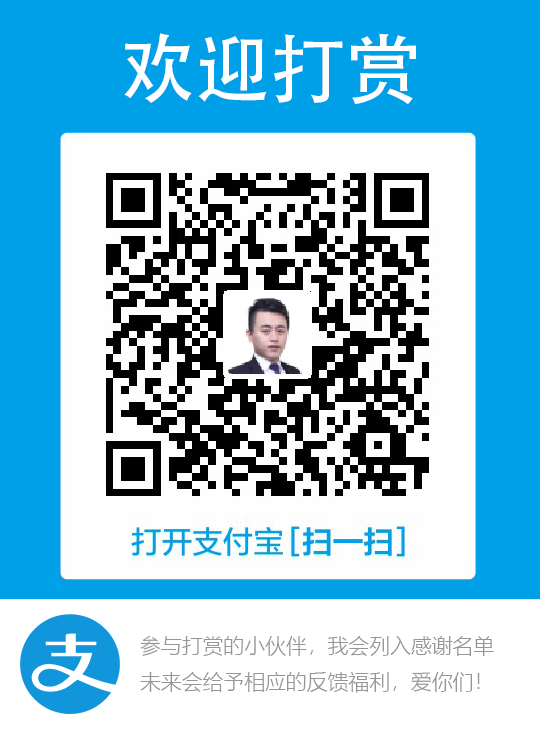 欢迎打赏
打开支付宝[扫一扫]
支
参与打赏的小伙伴，我会列入感谢名单
未来会给予相应的反馈福利，爱你们！